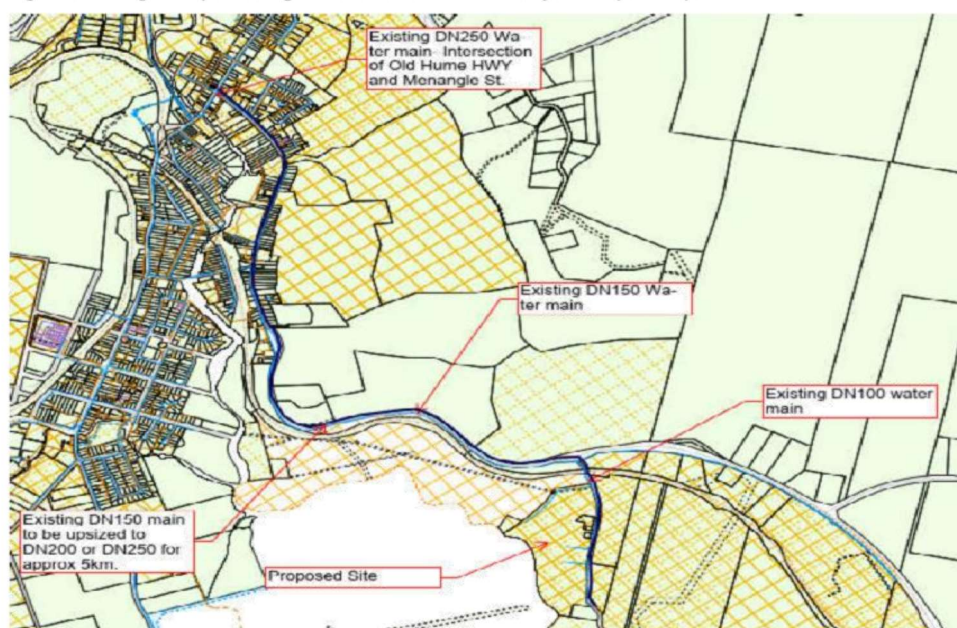 Existing DN250 Wa-
ter main- Intersection
of Old Hume HWY
and Menangle St.
Existing DN150 Wa-
ter main
Existing DN100 water
main
Existing DN150 main
to be upsized to
DN200 or DN250 for
approx 5km.
Proposed Site